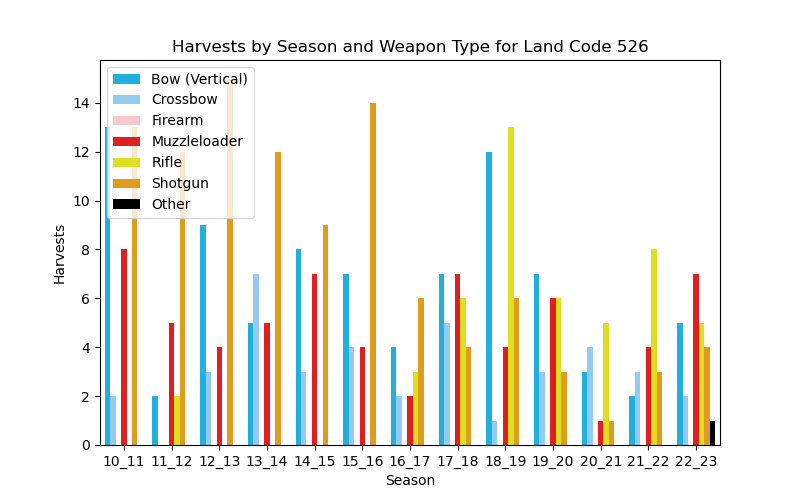 Harvests by Season and Weapon Type for Land Code 526
Bow (Vertical)
Crossbow
Firearm
Muzzleloader
Rifle
Shotgun
Other
Harvests
14
12
10
8
6
4
2
0
10_11 11_12 12_13 13_14 14_15 15_16 16_17 17_18 18_19 19_20 20_21 21_22 22_23
Season